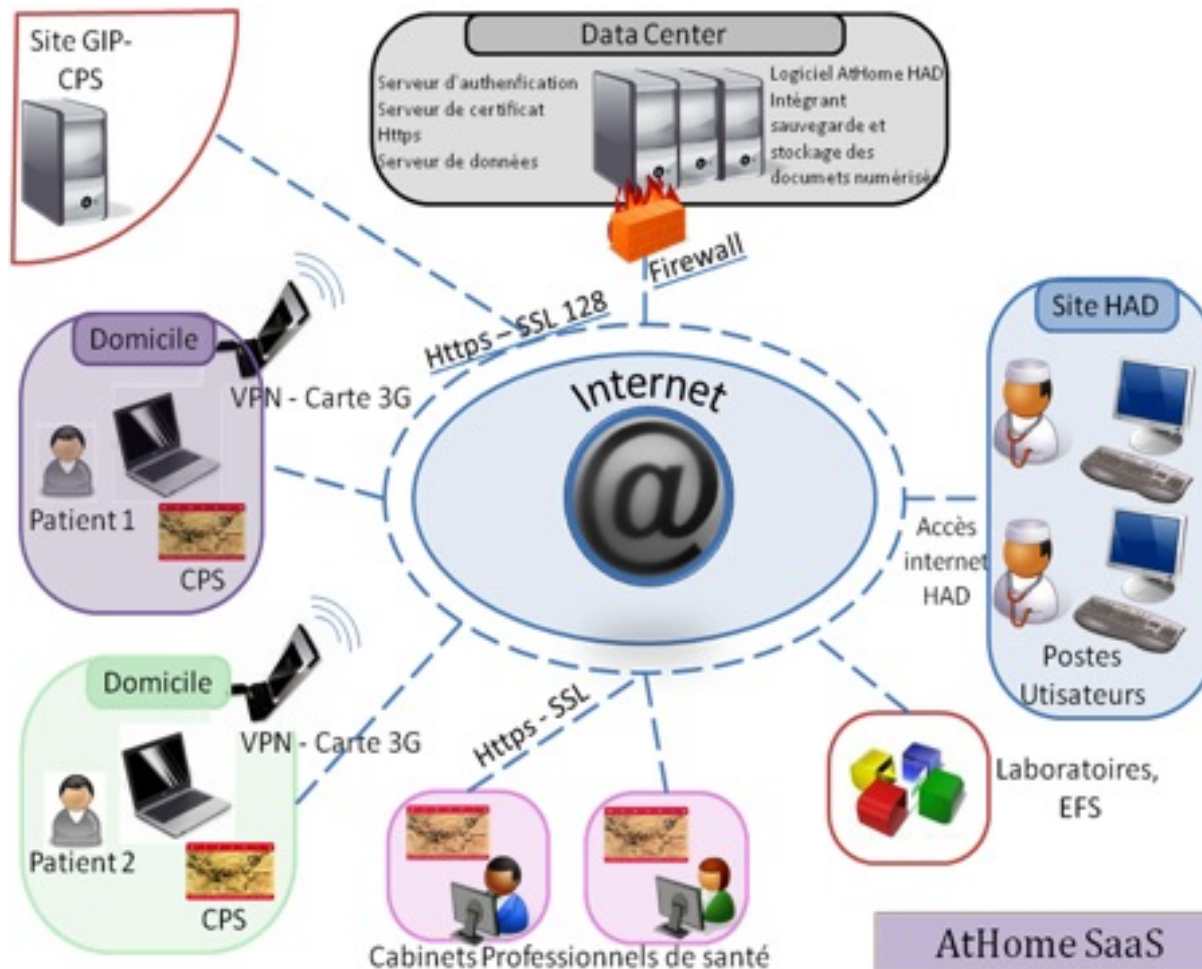 Site GIP-
CPS
Data Center
Serveur d'authenfication
Serveur de certificat
Https
Serveur de données
Logiciel AtHome HAD
Intégrant
sauvegarde et
stockage des
documets numérisés
Firewall
Https – SSL 128
Internet
@
Domicile
VPN - Carte 3G
Patient 1
CPS
Site HAD
Accès
internet
HAD
Postes
Utisateurs
Domicile
VPN - Carte 3G
Patient 2
CPS
Https - SSL
Cabinets Professionnels de santé
Laboratoires,
EFS
AtHome SaaS